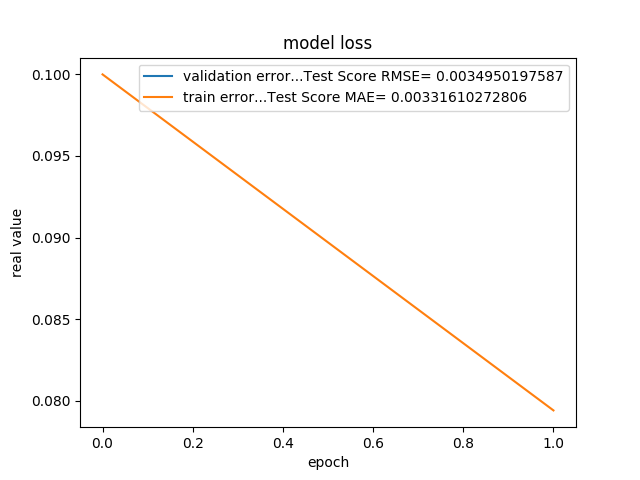 model loss
validation error...Test Score RMSE= 0.0034950197587
train error...Test Score MAE= 0.00331610272806
0.100
0.095
0.090
0.085
0.080
real value
0.0 0.2 0.4 0.6 0.8 1.0
epoch